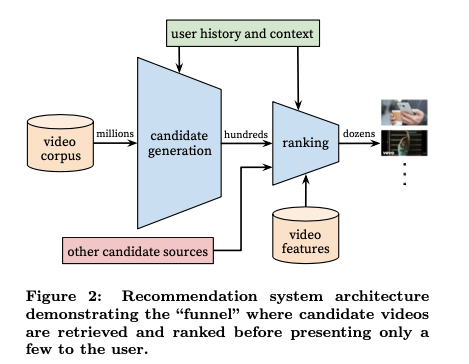 user history and context
video
corpus
millions
candidate
generation
hundreds
ranking
dozens
other candidate sources
video
features
Figure 2: Recommendation system architecture
demonstrating the “funnel” where candidate videos
are retrieved and ranked before presenting only a
few to the user.